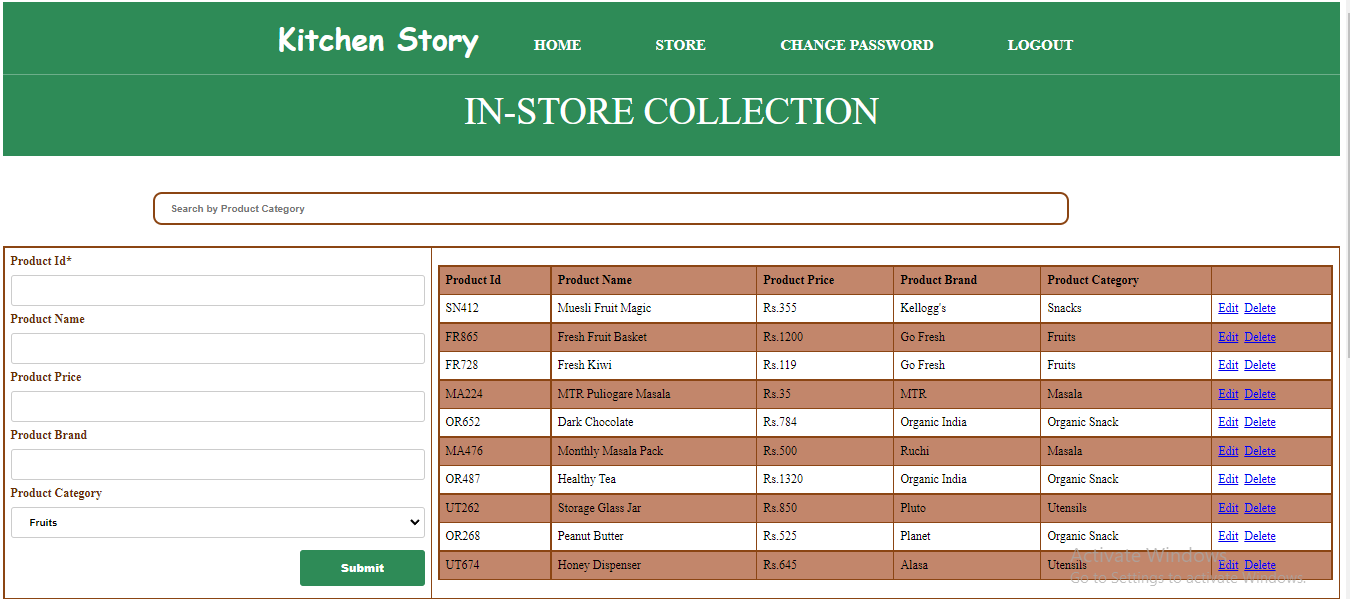 Kitchen Story HOME STORE CHANGE PASSWORD LOGOUT
IN-STORE COLLECTION
Search by Product Category
Product Id*
Product Name
Product Price
Product Brand
Product Category
Fruits
Submit
Product Id Product Name Product Price Product Brand Product Category
SN412 Muesli Fruit Magic Rs.355 Kellogg's Snacks Edit Delete
FR865 Fresh Fruit Basket Rs.1200 Go Fresh Fruits Edit Delete
FR728 Fresh Kiwi Rs.119 Go Fresh Fruits Edit Delete
MA224 MTR Puliogare Masala Rs.35 MTR Masala Edit Delete
OR652 Dark Chocolate Rs.784 Organic India Organic Snack Edit Delete
MA476 Monthly Masala Pack Rs.500 Ruchi Masala Edit Delete
OR487 Healthy Tea Rs.1320 Organic India Organic Snack Edit Delete
UT262 Storage Glass Jar Rs.850 Pluto Utensils Edit Delete
OR268 Peanut Butter Rs.525 Planet Organic Snack Edit Delete
UT674 Honey Dispenser Rs.645 Alasa Utensils Edit Delete
Activate Windows
Go to Settings to activate Windows.